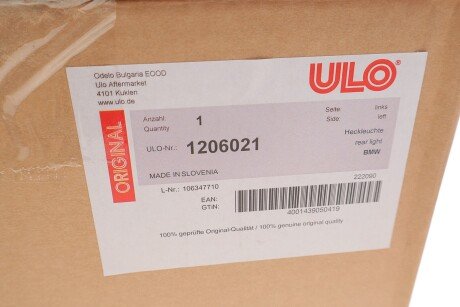 Odelo Bulgaria EOOD
Ulo Aftermarket
4101 Kuklen
www.ulo.de
ULO®
ORIGINAL
Anzahl: 1
Quantity
Seite: links
Side: left
ULO-Nr.: 1206021
Heckleuchte
rear light
BMW
MADE IN SLOVENIA
L-Nr.: 106347710
222090
EAN:
GTIN:
4001439050419
100% geprüfte Original-Qualität / 100% genuine original quality